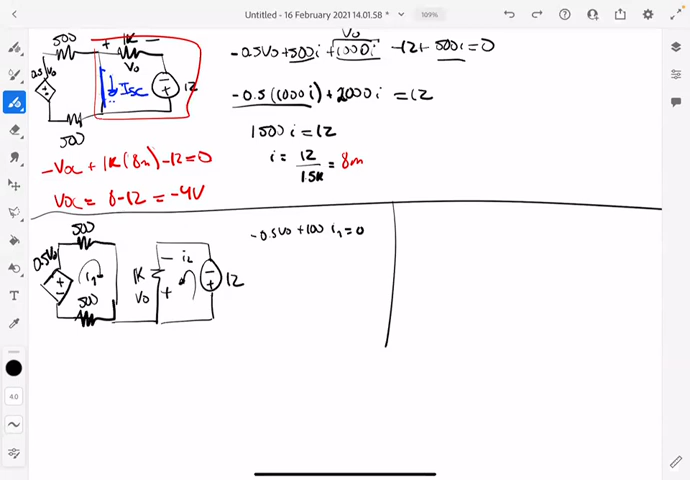 Untitled - 16 February 2021 14.01.58 *
109%
4.0
T
500
+ 1K -
Vo
0.5Vo
Isc
12
500
-Voc + 1K (8m) - 12 = 0
Voc = 8-12 = -4V
Vo
-0.5Vo + 500i + 1000i - 12 + 500i = 0
-0.5 (1000i) + 2000i = 12
1500 i = 12
i = 12 / 1.5K = 8m
500
0.5Vo
i1
500
1K
Vo
- i2
+
12
-0.5Vo + 100 i1 = 0